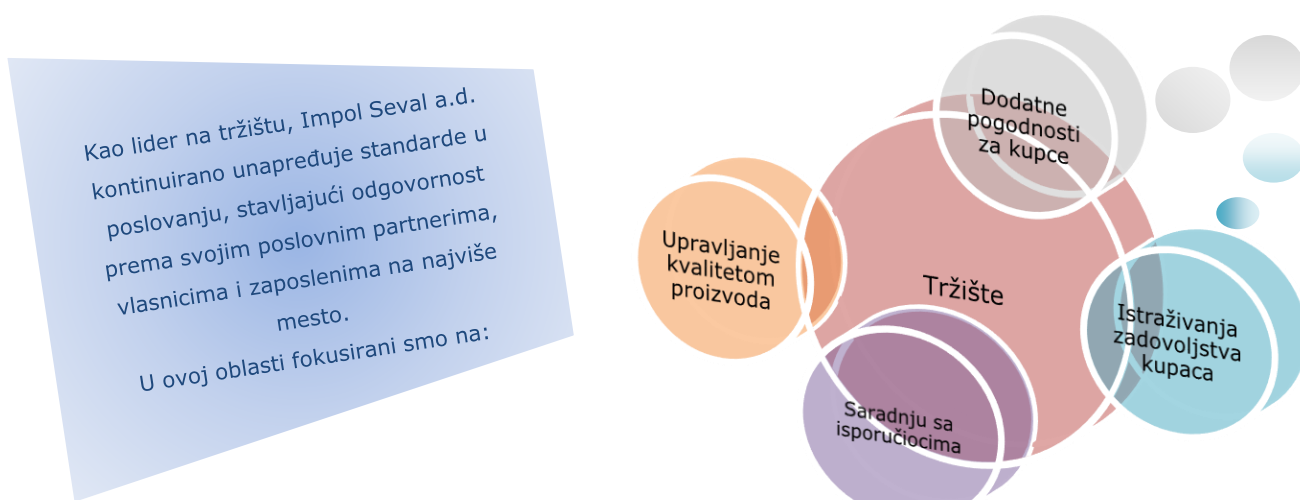 Kao lider na tržištu, Impol Seval a.d.
kontinuirano unapređuje standarde u
poslovanju, stavljajući odgovornost
prema svojim poslovnim partnerima,
vlasnicima i zaposlenima na najviše
mesto.
U ovoj oblasti fokusirani smo na:
Dodatne
pogodnosti
za kupce
Upravljanje
kvalitetom
proizvoda
Tržište
Istraživanja
zadovoljstva
kupaca
Saradnju sa
isporučiocima